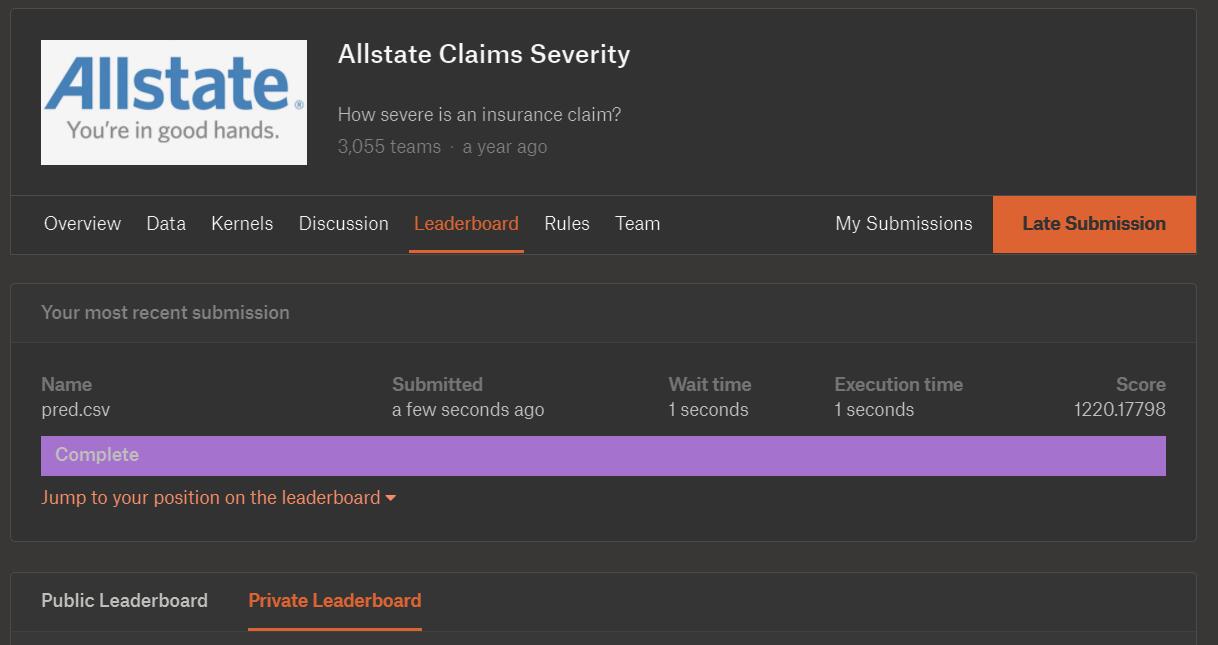 Allstate®
You're in good hands.
Allstate Claims Severity
How severe is an insurance claim?
3,055 teams · a year ago
Overview Data Kernels Discussion Leaderboard Rules Team My Submissions Late Submission
Your most recent submission
Name Submitted Wait time Execution time Score
pred.csv a few seconds ago 1 seconds 1 seconds 1220.17798
Complete
Jump to your position on the leaderboard
Public Leaderboard Private Leaderboard